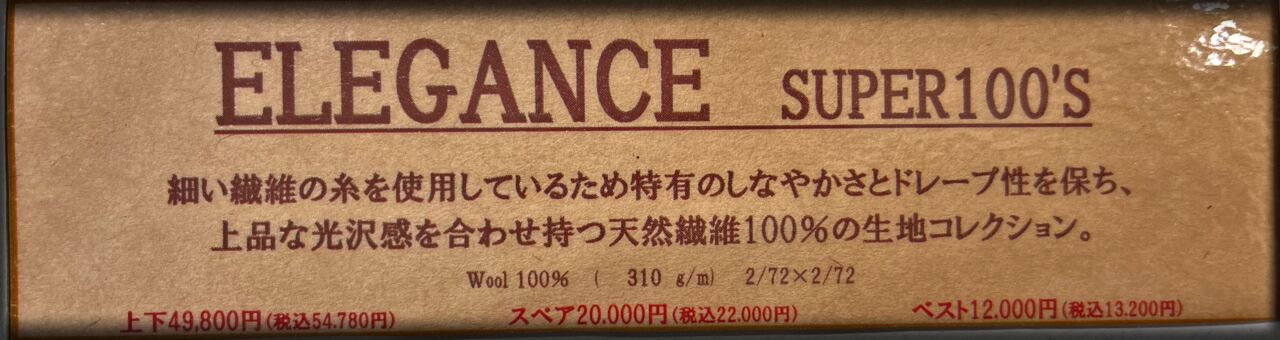 ELEGANCE SUPER100'S
細い繊維の糸を使用しているため特有のしなやかさとドレープ性を保ち、
上品な光沢感を合わせ持つ天然繊維100%の生地コレクション。
Wool 100% ( 310 g/m) 2/72×2/72
上下49,800円(税込54.780円) スペア20,000円(税込22.000円) ベスト12.000円(税込13.200円)